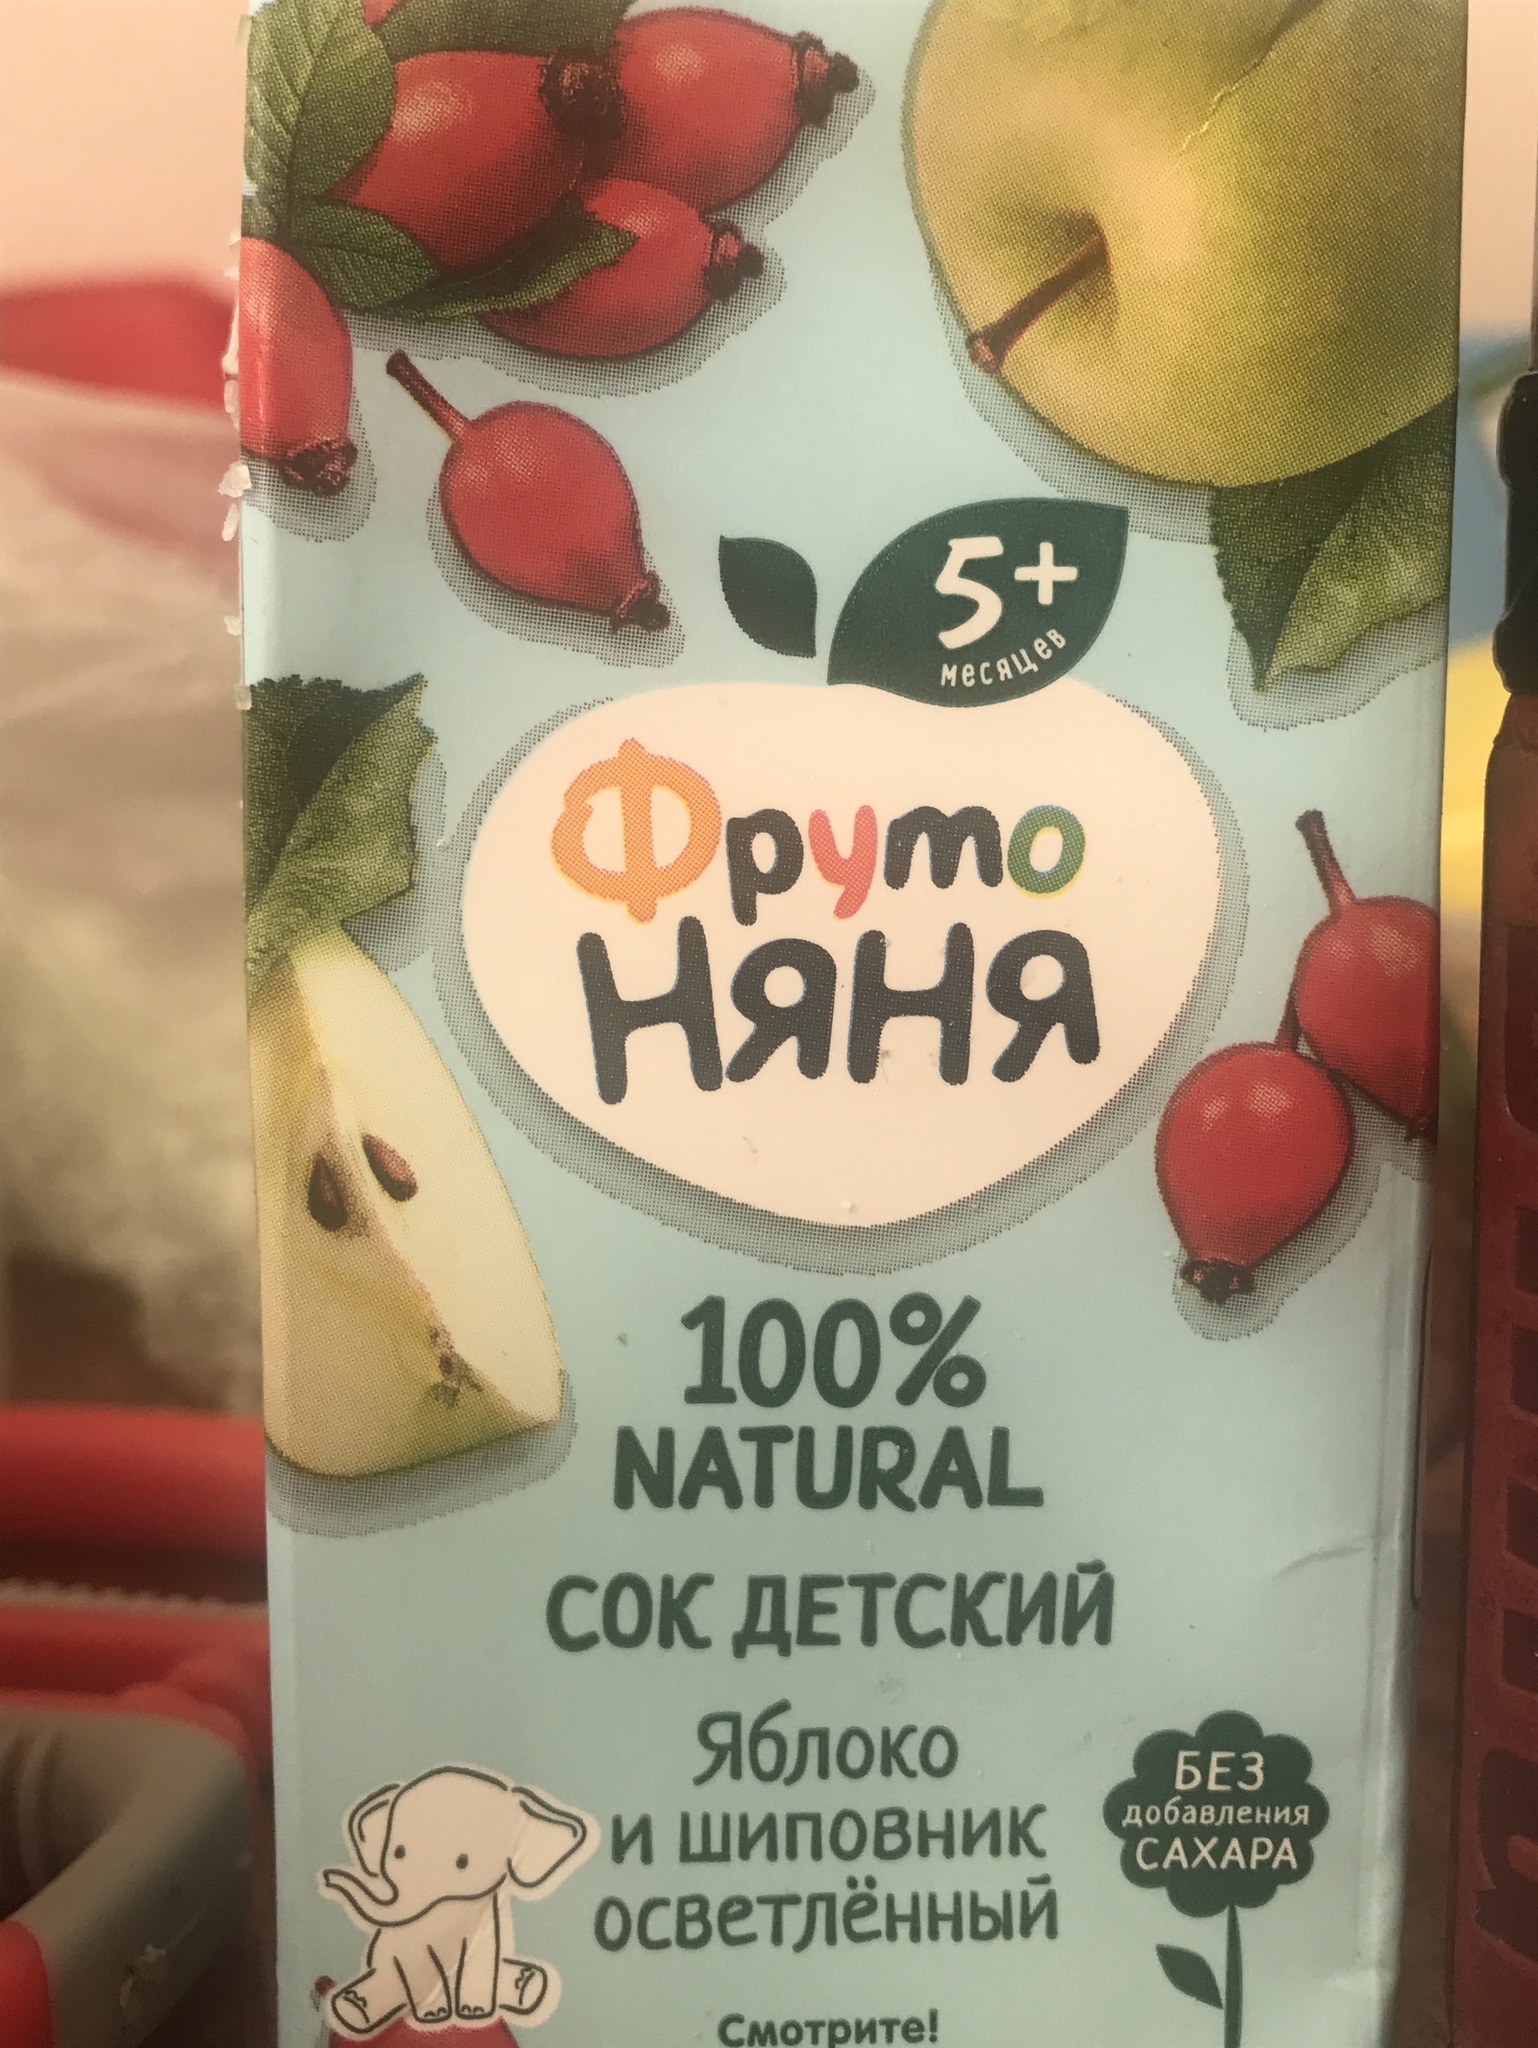 5+
месяцев
Фруто
НЯНЯ
100%
NATURAL
СОК ДЕТСКИЙ
Яблоко
и шиповник
осветлённый
БЕЗ
добавления
САХАРА
Смотрите!